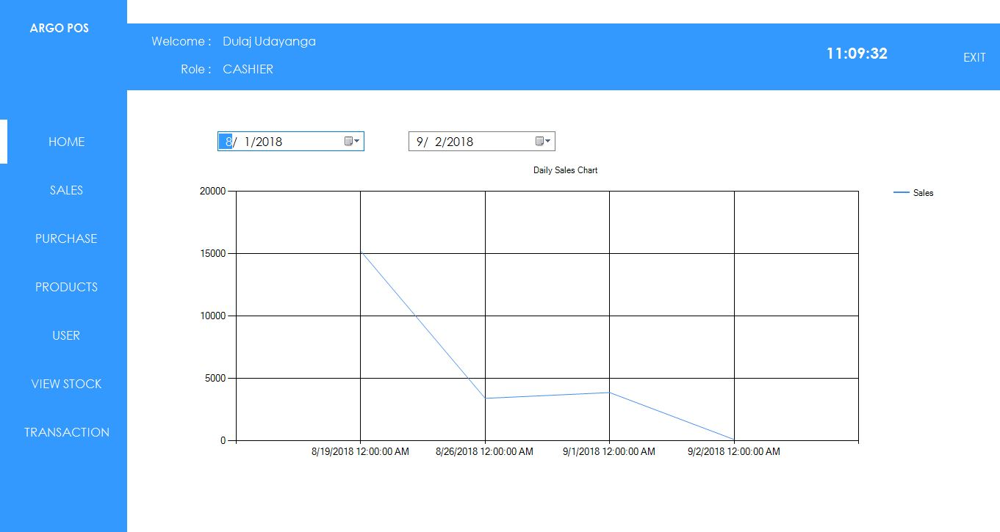 ARGO POS
Welcome : Dulaj Udayanga
Role : CASHIER
11:09:32
EXIT
HOME
SALES
PURCHASE
PRODUCTS
USER
VIEW STOCK
TRANSACTION
8/ 1/2018
9/ 2/2018
Daily Sales Chart
Sales
20000
15000
10000
5000
0
8/19/2018 12:00:00 AM
8/26/2018 12:00:00 AM
9/1/2018 12:00:00 AM
9/2/2018 12:00:00 AM